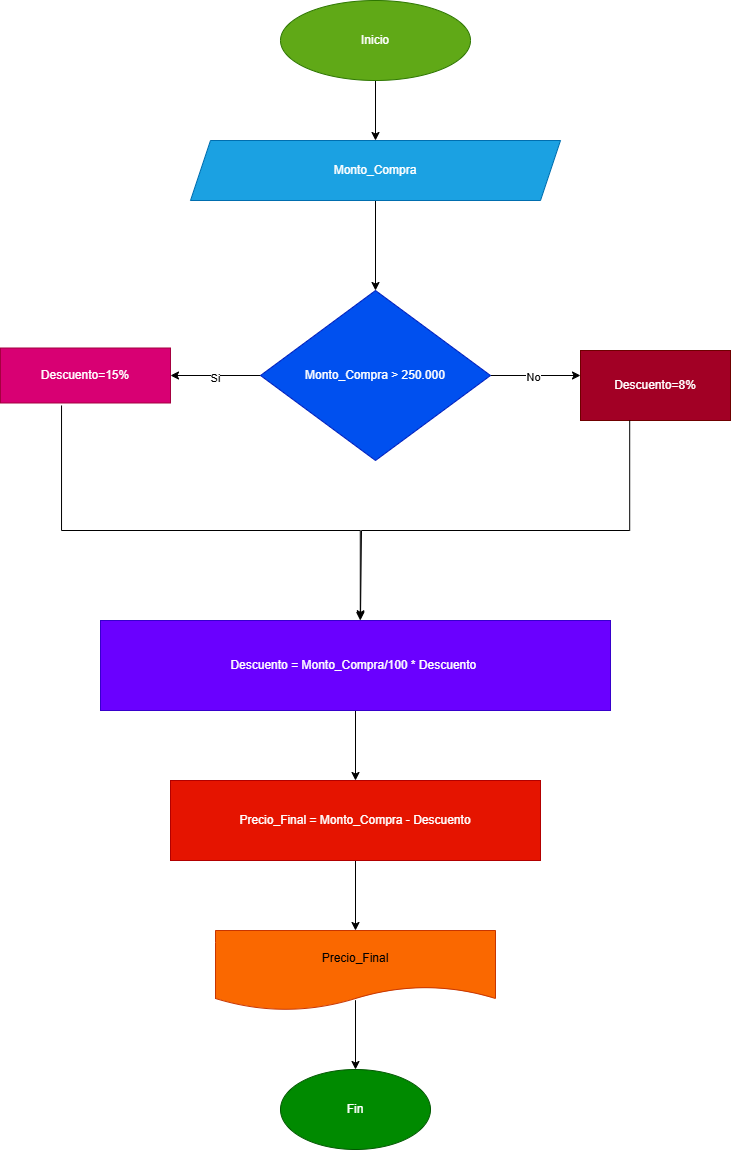 Inicio
Monto_Compra
Monto_Compra > 250.000
Si
No
Descuento=15%
Descuento=8%
Descuento = Monto_Compra/100 * Descuento
Precio_Final = Monto_Compra - Descuento
Precio_Final
Fin